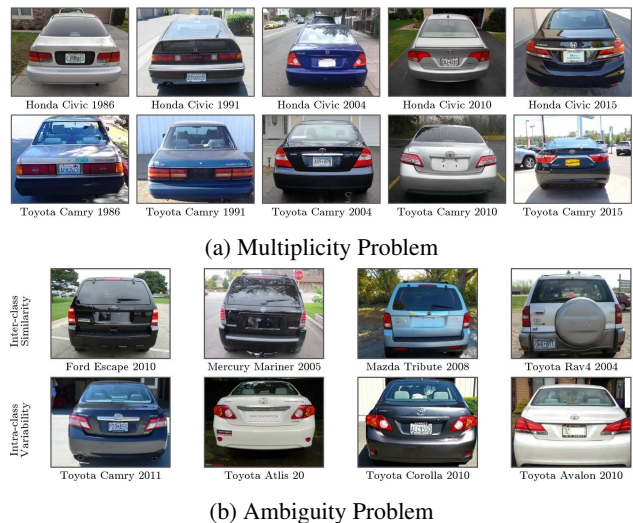 Honda Civic 1986
Honda Civic 1991
Honda Civic 2004
Honda Civic 2010
Honda Civic 2015
Toyota Camry 1986
Toyota Camry 1991
Toyota Camry 2004
Toyota Camry 2010
Toyota Camry 2015
(a) Multiplicity Problem
Inter-class
Similarity
Ford Escape 2010
Mercury Mariner 2005
Mazda Tribute 2008
Toyota Rav4 2004
Intra-class
Variability
Toyota Camry 2011
Toyota Atlis 20
Toyota Corolla 2010
Toyota Avalon 2010
(b) Ambiguity Problem